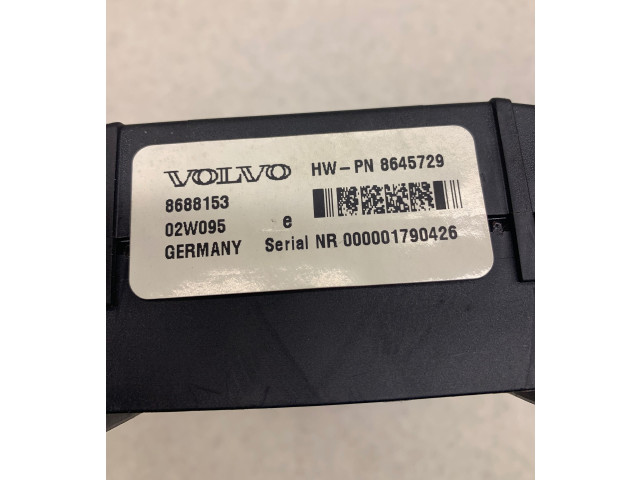 VOLVO HW-PN 8645729
8688153
02W095 e
GERMANY Serial NR 000001790426